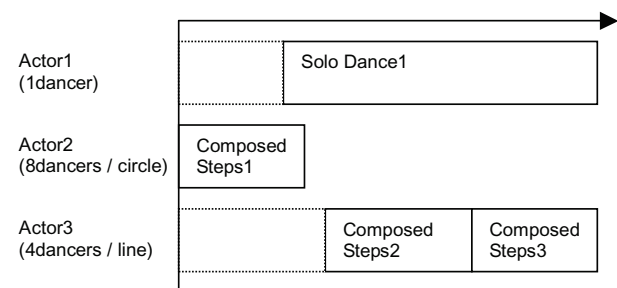 Actor1
(1dancer)
Solo Dance1
Actor2
(8dancers / circle)
Composed
Steps1
Actor3
(4dancers / line)
Composed
Steps2
Composed
Steps3